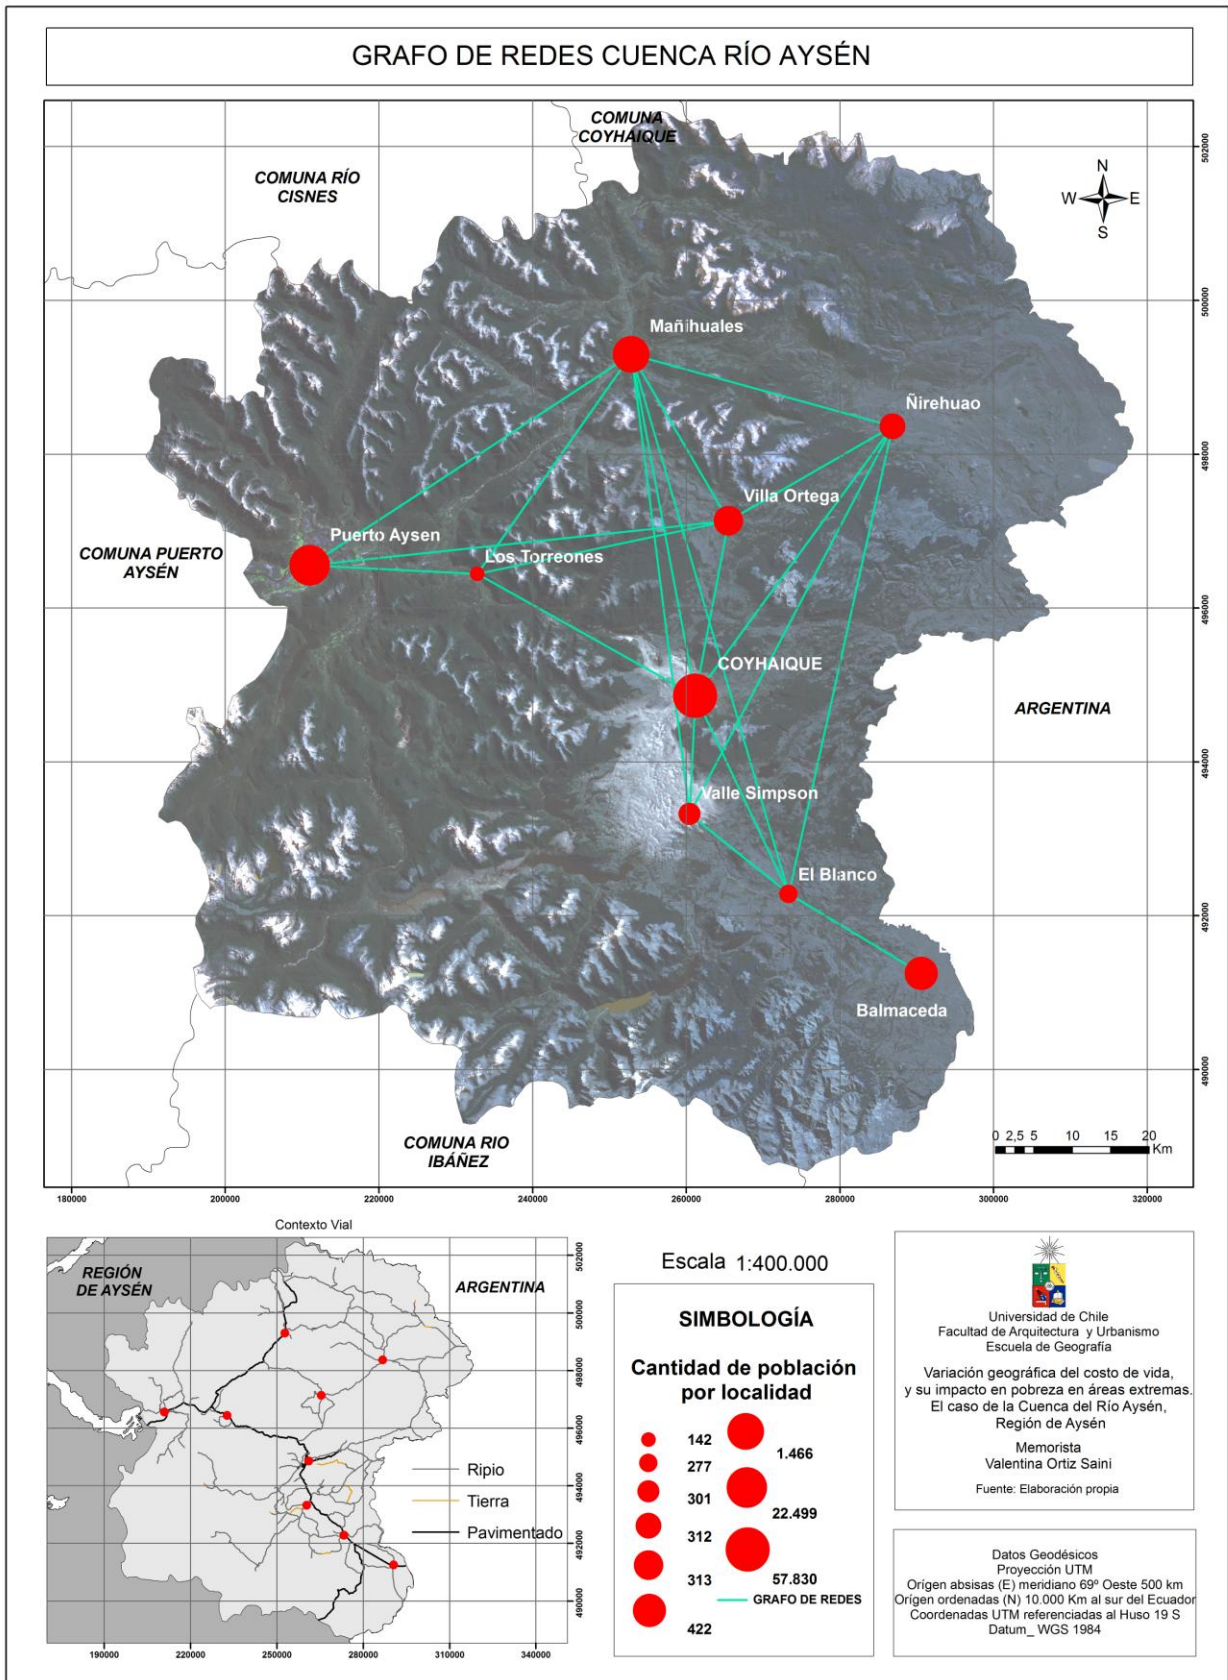 GRAFO DE REDES CUENCA RÍO AYSÉN
COMUNA
COYHAIQUE
COMUNA RÍO
CISNES
N
W E
S
502000
500000
498000
496000
494000
492000
490000
Mañihuales
Ñirehuao
Villa Ortega
Puerto Aysen
Los Torreones
COMUNA PUERTO
AYSÉN
COYHAIQUE
ARGENTINA
Valle Simpson
El Blanco
Balmaceda
COMUNA RIO
IBÁÑEZ
0 2,5 5 10 15 20
Km
180000 200000 220000 240000 260000 280000 300000 320000
Contexto Vial
REGIÓN
DE AYSÉN
ARGENTINA
502000
500000
498000
496000
494000
492000
490000
Ripio
Tierra
Pavimentado
190000 220000 250000 280000 310000 340000
Escala 1:400.000
SIMBOLOGÍA
Cantidad de población
por localidad
142
277
301
312
313
422
1.466
22.499
57.830
GRAFO DE REDES
Universidad de Chile
Facultad de Arquitectura y Urbanismo
Escuela de Geografía
Variación geográfica del costo de vida,
y su impacto en pobreza en áreas extremas.
El caso de la Cuenca del Río Aysén,
Región de Aysén
Memorista
Valentina Ortiz Saini
Fuente: Elaboración propia
Datos Geodésicos
Proyección UTM
Orígen absisas (E) meridiano 69º Oeste 500 km
Orígen ordenadas (N) 10.000 Km al sur del Ecuador
Coordenadas UTM referenciadas al Huso 19 S
Datum_ WGS 1984